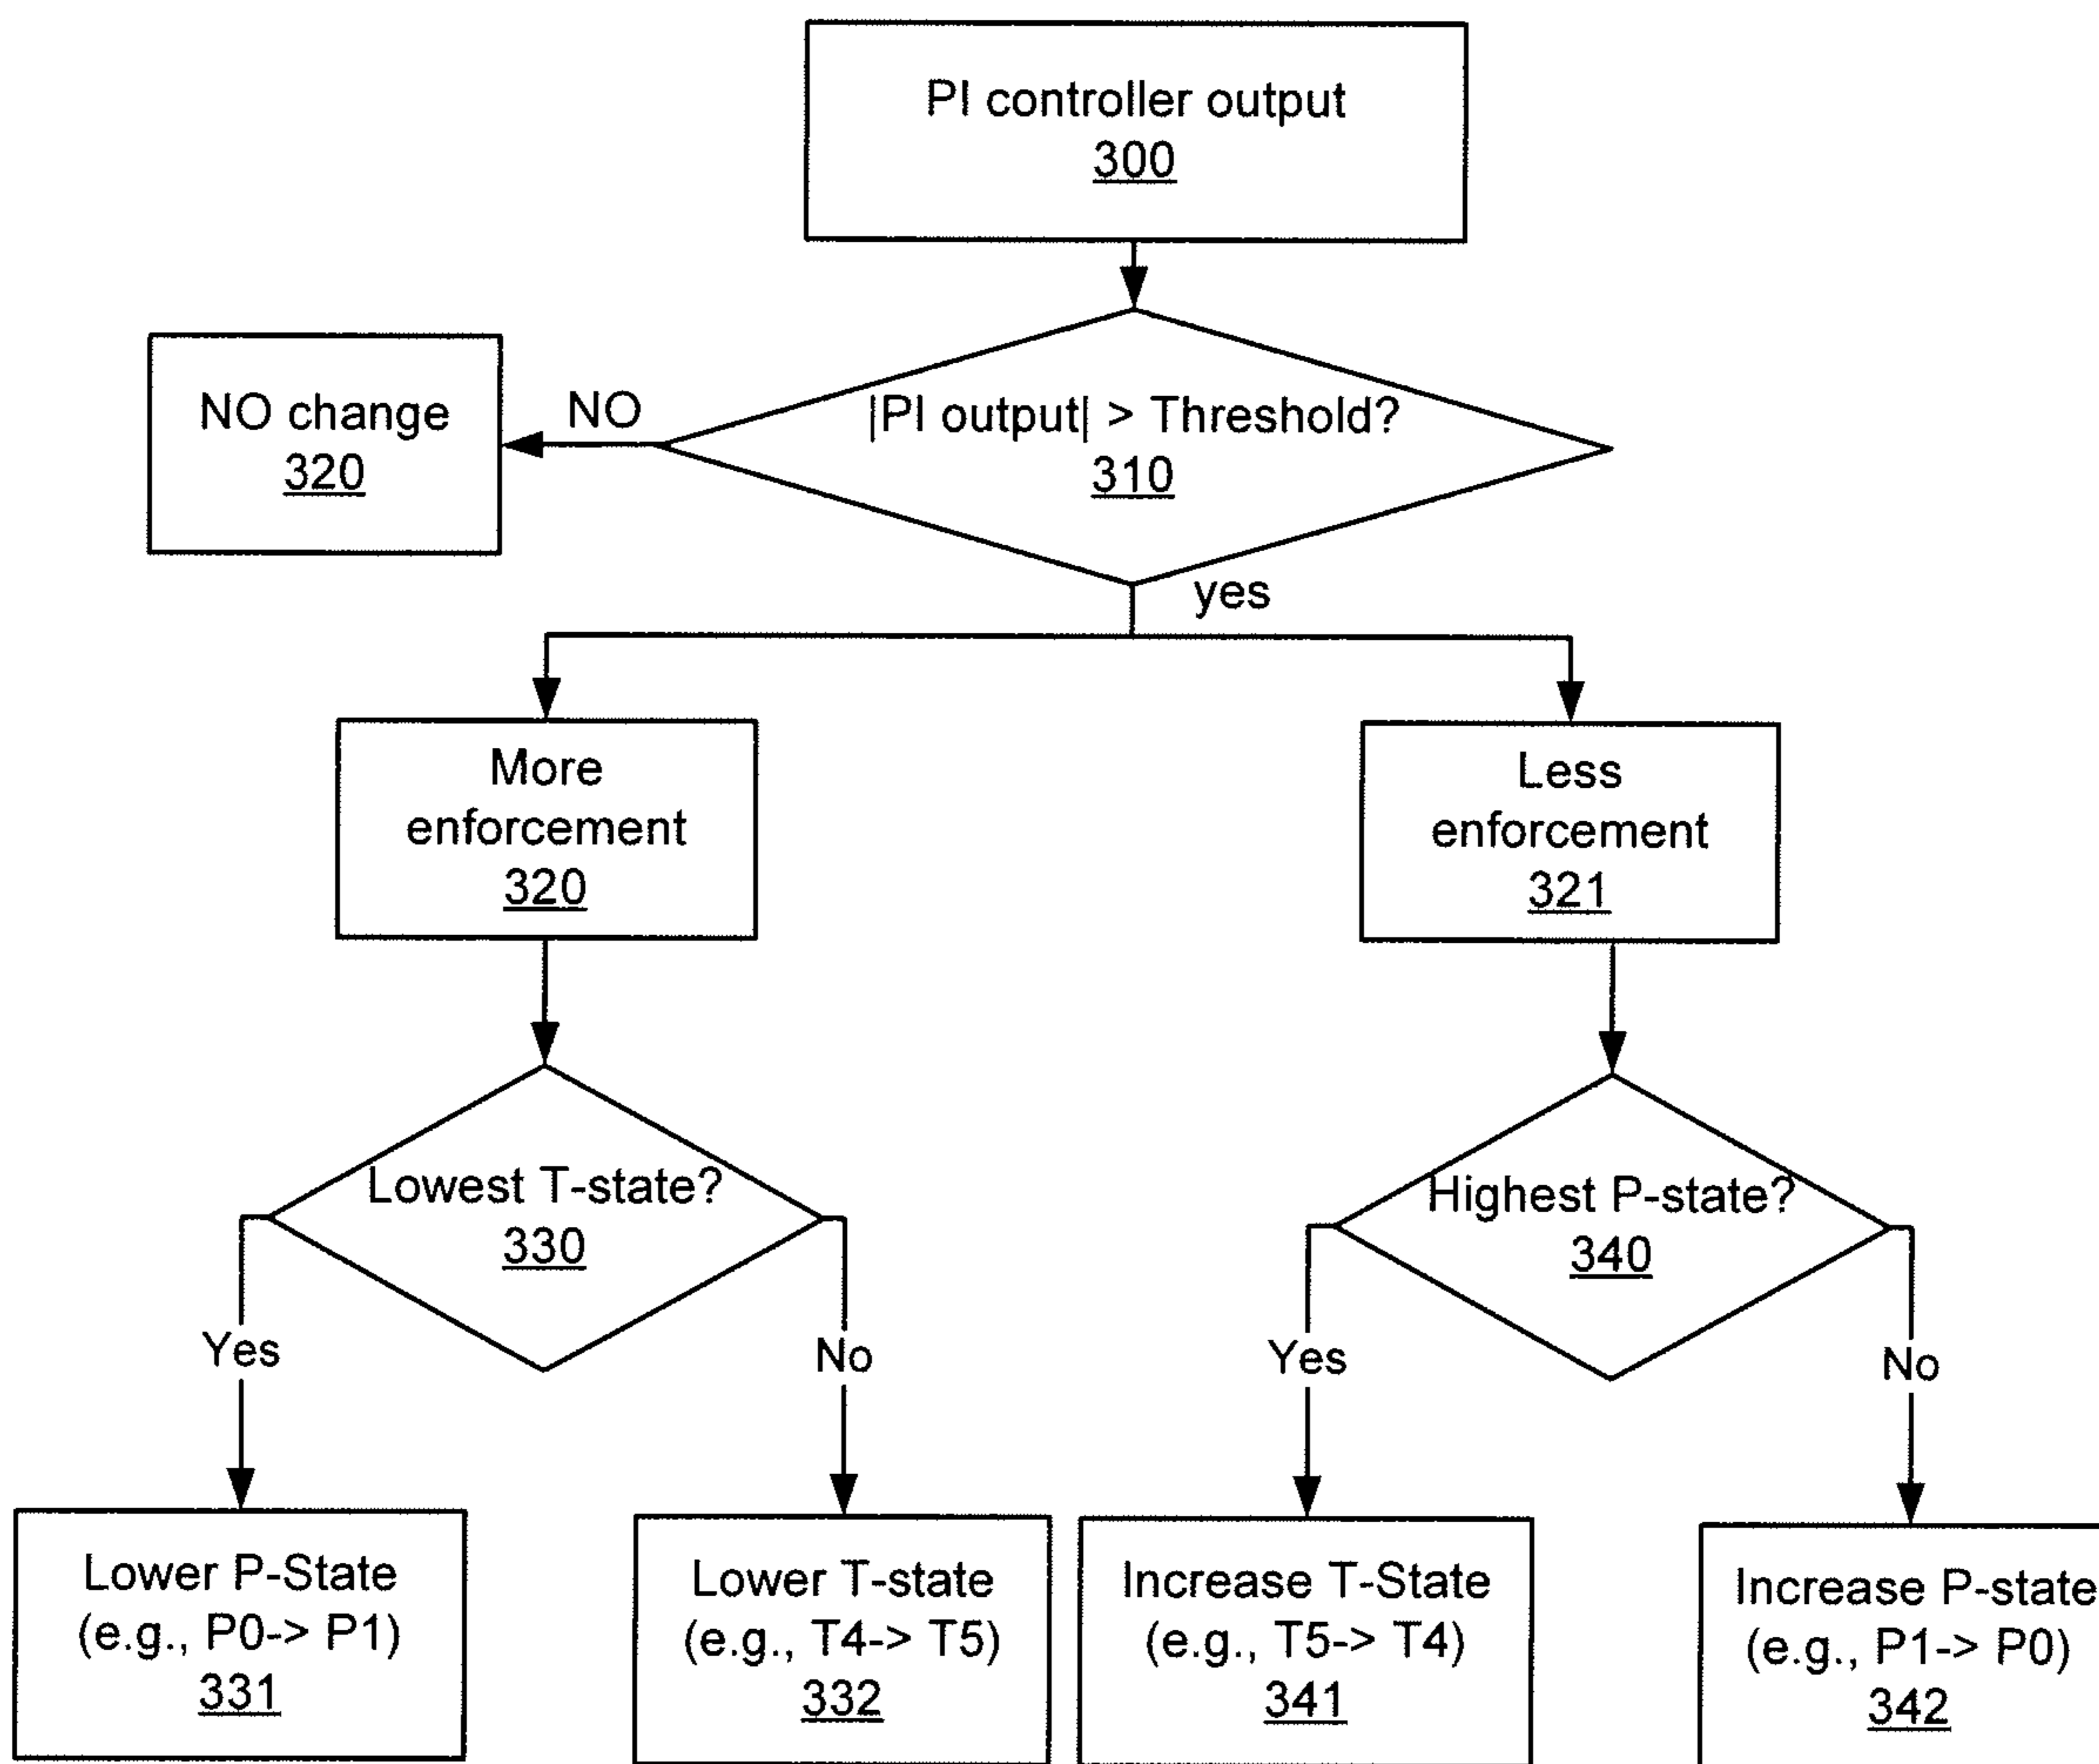 PI controller output
300
|PI output| > Threshold?
310
NO
NO change
320
yes
More
enforcement
320
Less
enforcement
321
Lowest T-state?
330
Highest P-state?
340
Yes
No
Yes
No
Lower P-State
(e.g., P0-> P1)
331
Lower T-state
(e.g., T4-> T5)
332
Increase T-State
(e.g., T5-> T4)
341
Increase P-state
(e.g., P1-> P0)
342